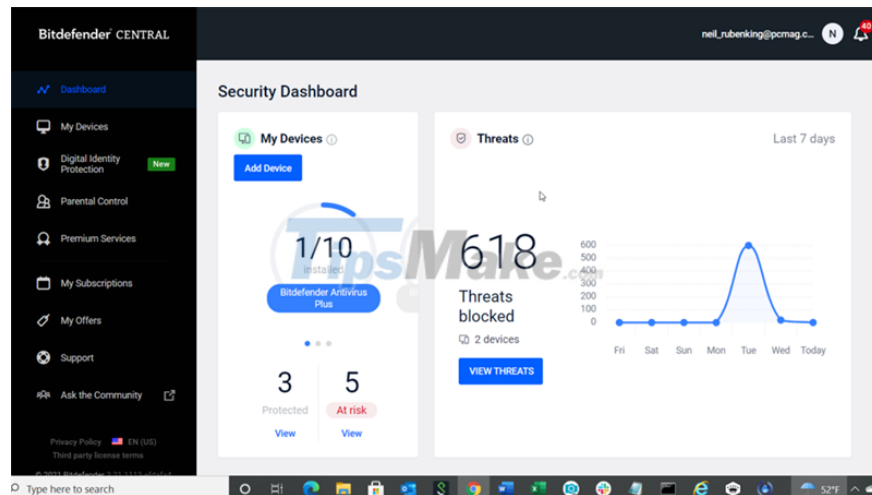 Bitdefender CENTRAL
neil_rubenking@pcmag.c...
N
40
Dashboard
My Devices
Digital Identity
Protection
New
Parental Control
Premium Services
My Subscriptions
My Offers
Support
Ask the Community
Privacy Policy
EN (US)
Third party license terms
Security Dashboard
My Devices
Add Device
1/10
installed
Bitdefender Antivirus
Plus
3
Protected
View
5
At risk
View
Threats
Last 7 days
618
Threats
blocked
2 devices
VIEW THREATS
600
500
400
300
200
100
0
Fri
Sat
Sun
Mon
Tue
Wed
Today
TipsMake.com
Type here to search
52°F